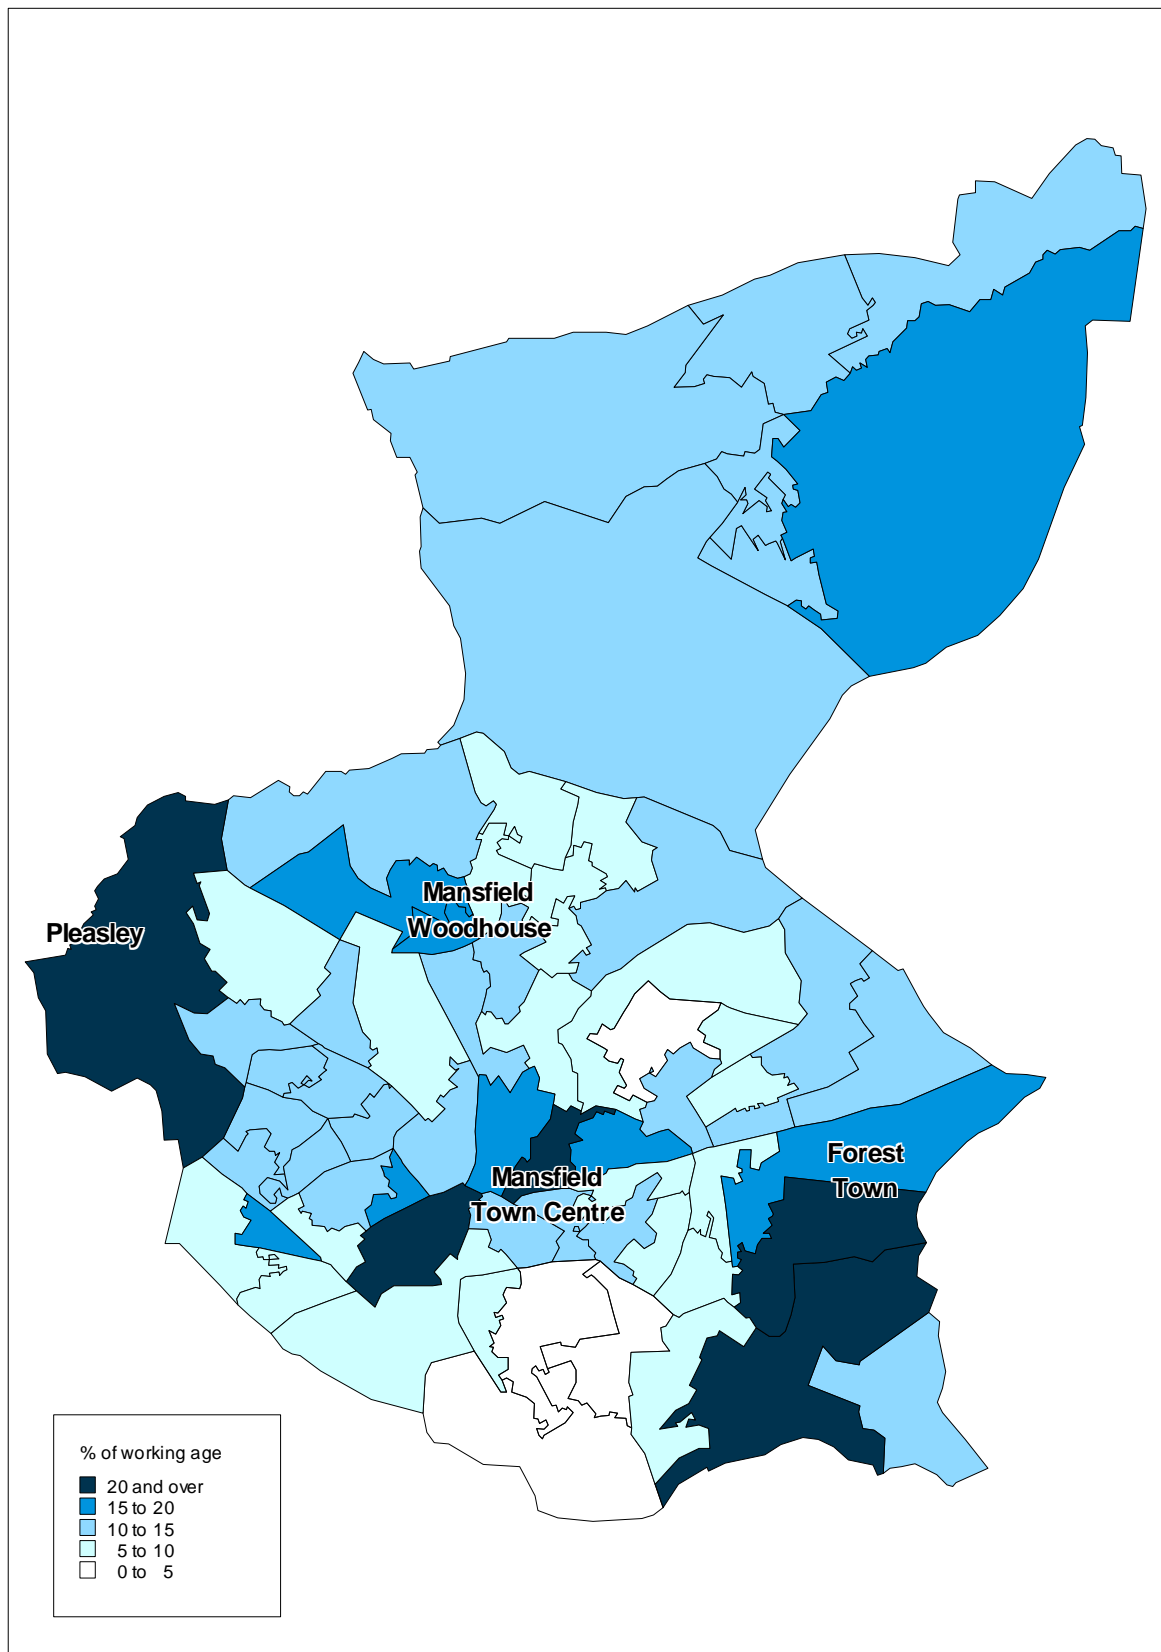 Mansfield
Woodhouse
Pleasley
Forest
Town
Mansfield
Town Centre
% of working age
20 and over
15 to 20
10 to 15
5 to 10
0 to 5